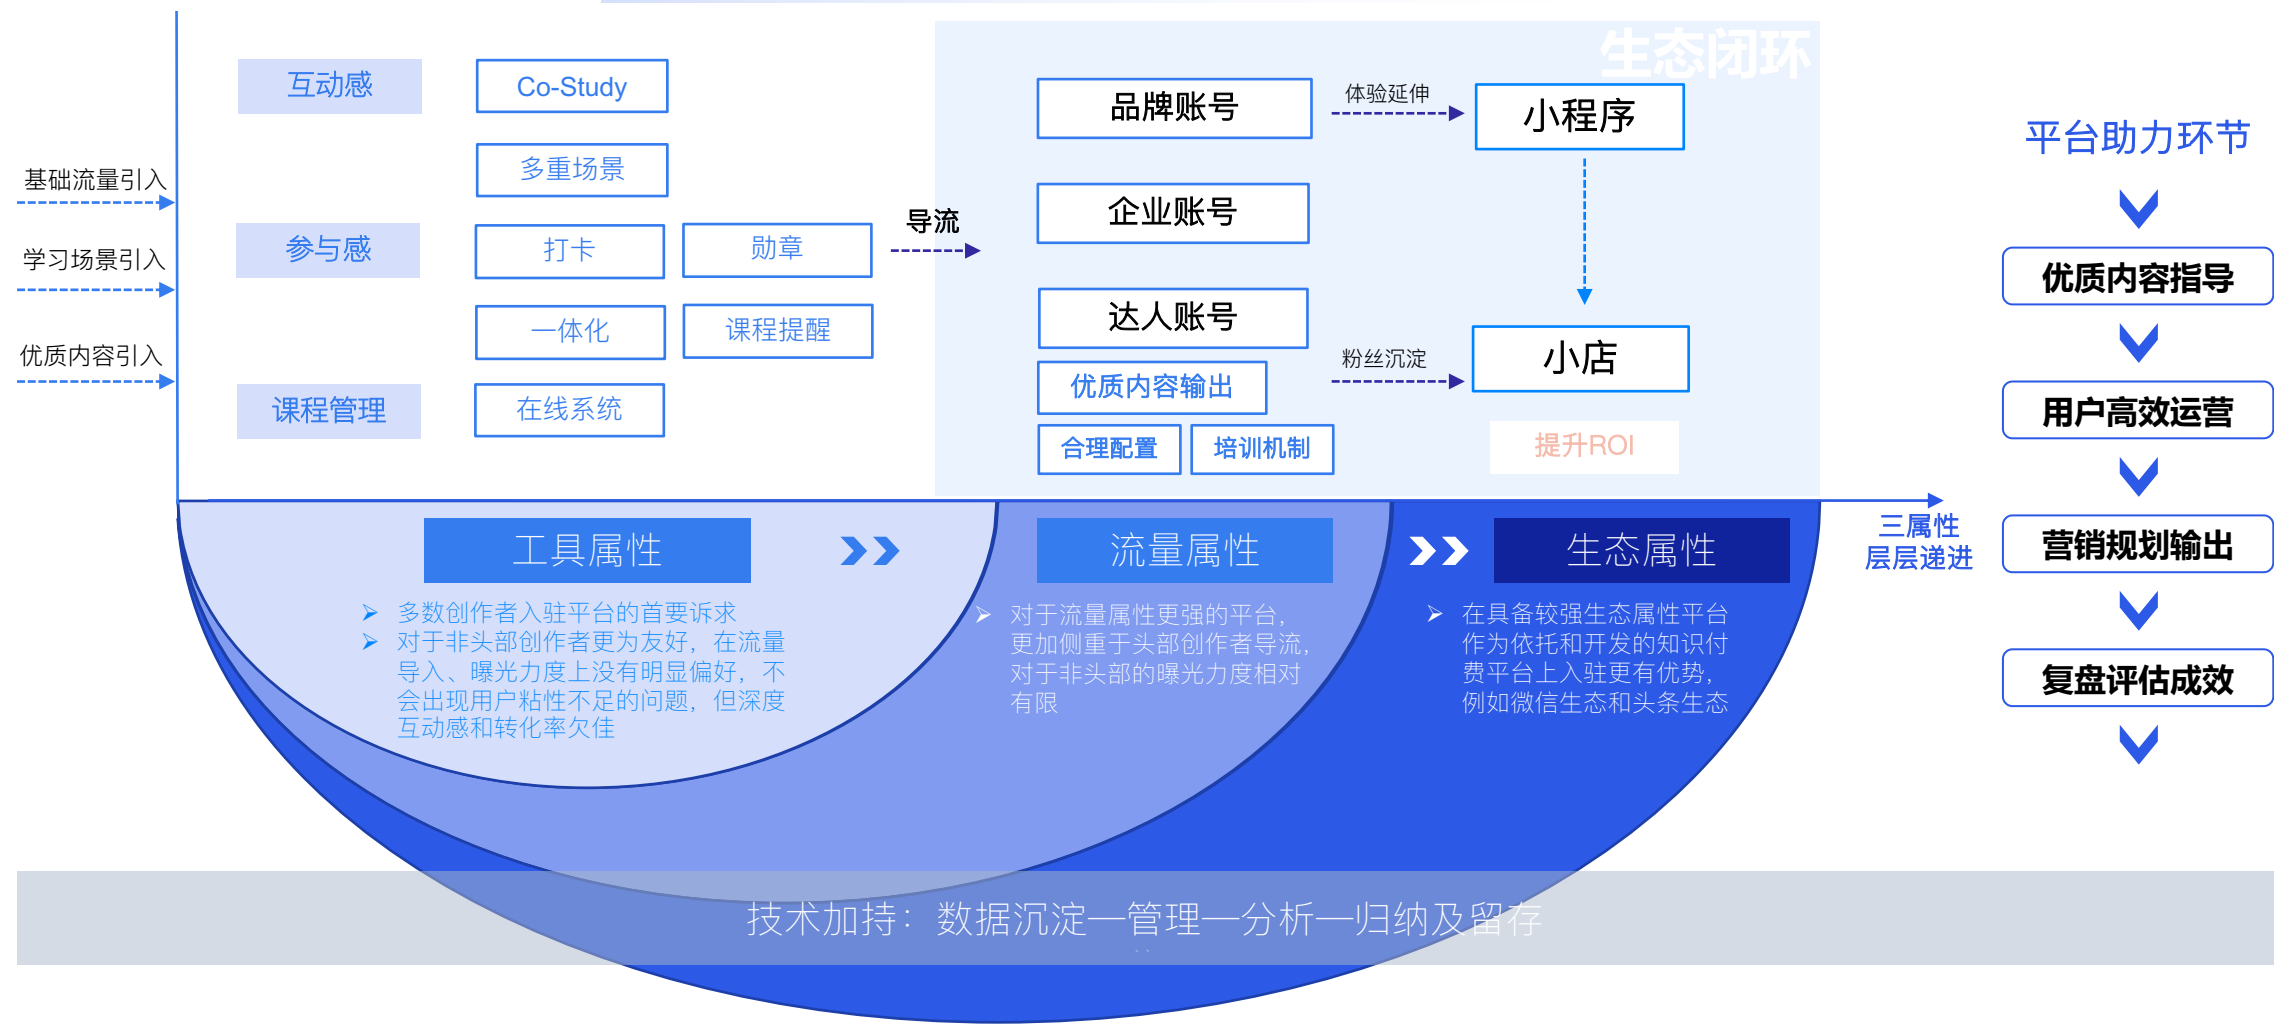 生态闭环
互动感
Co-Study
多重场景
基础流量引入
学习场景引入
优质内容引入
参与感
打卡
勋章
一体化
课程提醒
课程管理
在线系统
导流
品牌账号
体验延伸
小程序
企业账号
达人账号
优质内容输出
合理配置
培训机制
粉丝沉淀
小店
提升ROI
平台助力环节
优质内容指导
用户高效运营
营销规划输出
复盘评估成效
三属性
层层递进
工具属性
多数创作者入驻平台的首要诉求
对于非头部创作者更为友好，在流量
导入、曝光力度上没有明显偏好，不
会出现用户粘性不足的问题，但深度
互动感和转化率欠佳
流量属性
对于流量属性更强的平台，
更加侧重于头部创作者导流，
对于非头部的曝光力度相对
有限
生态属性
在具备较强生态属性平台
作为依托和开发的知识付
费平台上入驻更有优势，
例如微信生态和头条生态
技术加持：数据沉淀—管理—分析—归纳及留存